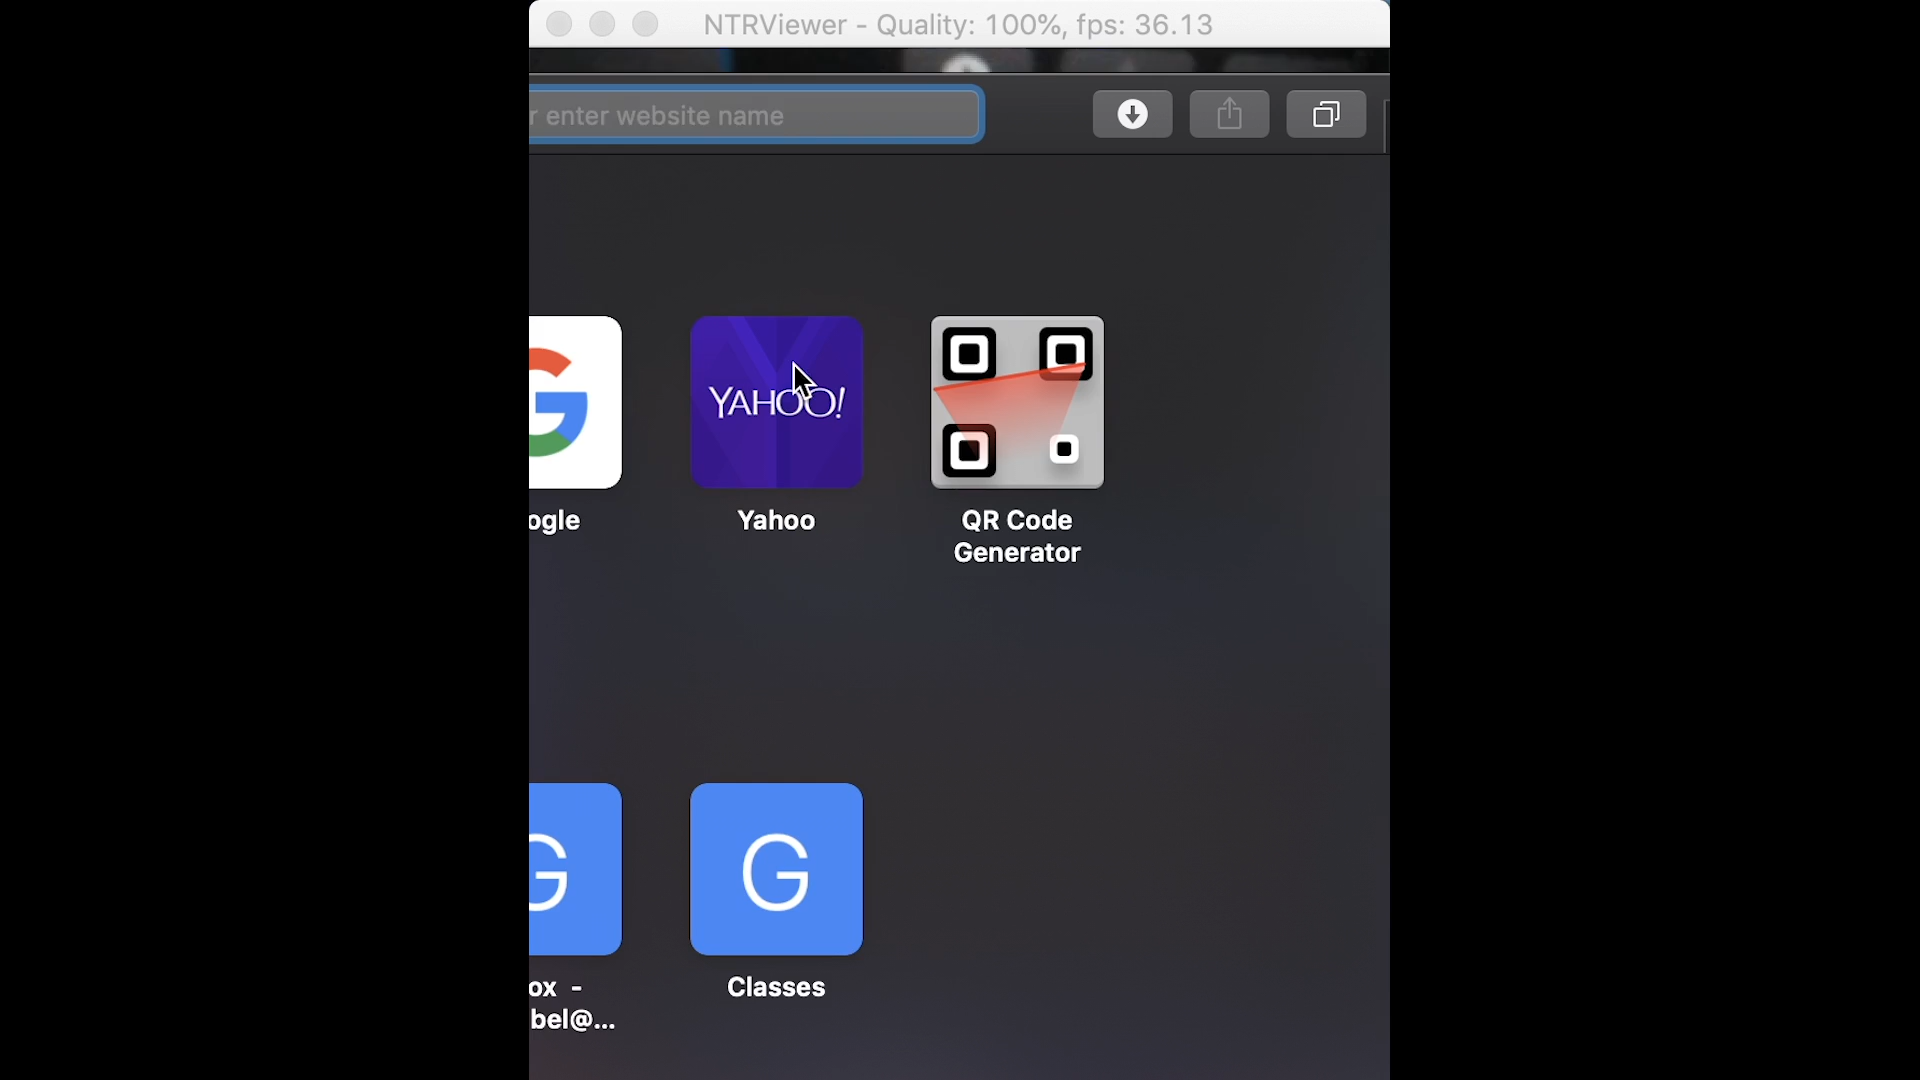 NTRViewer - Quality: 100%, fps: 36.13
r enter website name
YAHOO!
ogle
Yahoo
QR Code
Generator
G
G
ox -
Classes
bel@...